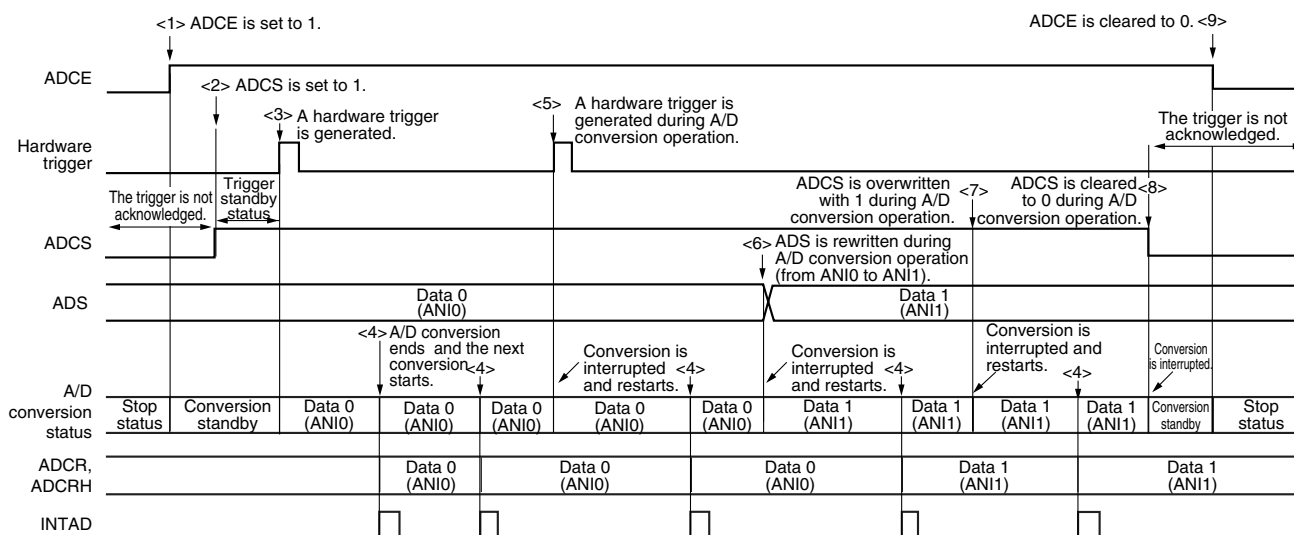 <1> ADCE is set to 1.
ADCE is cleared to 0. <9>
ADCE
<2> ADCS is set to 1.
<3> A hardware trigger
is generated.
<5> A hardware trigger is
generated during A/D
conversion operation.
The trigger is not
acknowledged.
Hardware
trigger
The trigger is not
acknowledged.
Trigger
standby
status
ADCS is overwritten
with 1 during A/D
conversion operation.
<7>
ADCS is cleared
to 0 during A/D
conversion operation.
<8>
ADCS
<6> ADS is rewritten during
A/D conversion operation
(from ANI0 to ANI1).
ADS
Data 0
(ANI0)
Data 1
(ANI1)
<4> A/D conversion
ends and the next
conversion
starts.
<4>
Conversion is
interrupted
and restarts.
<4>
Conversion is
interrupted
and restarts.
<4>
Conversion is
interrupted and
restarts.
<4>
Conversion
is interrupted.
A/D
conversion
status
Stop
status
Conversion
standby
Data 0
(ANI0)
Data 0
(ANI0)
Data 0
(ANI0)
Data 0
(ANI0)
Data 0
(ANI0)
Data 1
(ANI1)
Data 1
(ANI1)
Data 1
(ANI1)
Data 1
(ANI1)
Conversion
standby
Stop
status
ADCR,
ADCRH
Data 0
(ANI0)
Data 0
(ANI0)
Data 0
(ANI0)
Data 1
(ANI1)
Data 1
(ANI1)
INTAD